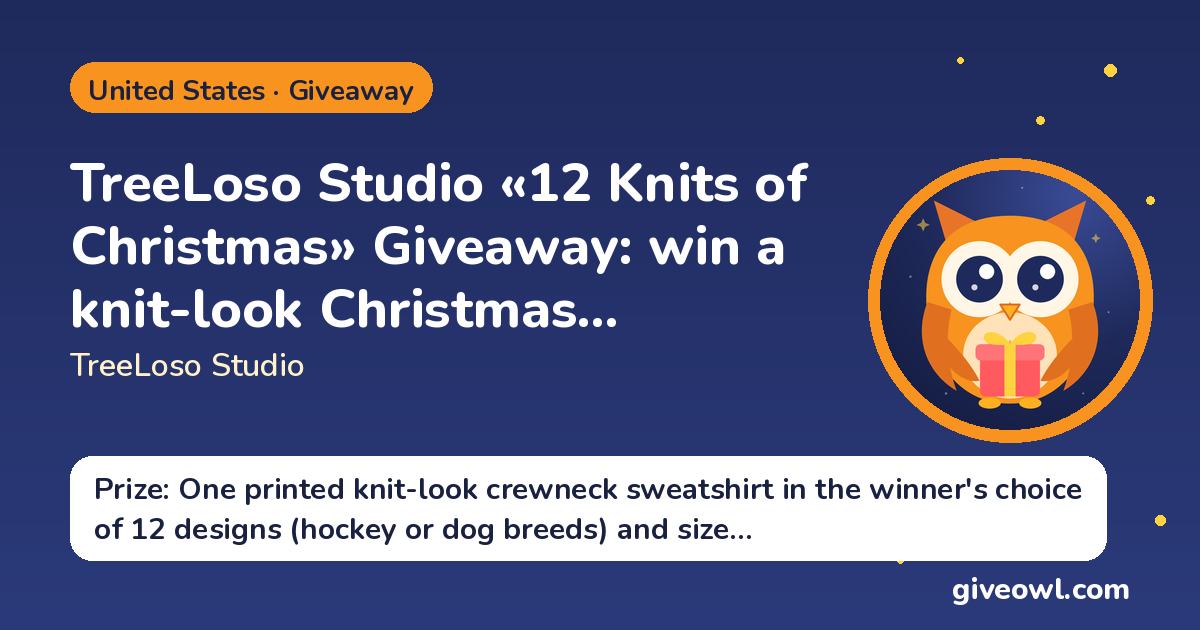 United States · Giveaway
TreeLoso Studio «12 Knits of
Christmas» Giveaway: win a
knit-look Christmas...
TreeLoso Studio
Prize: One printed knit-look crewneck sweatshirt in the winner's choice
of 12 designs (hockey or dog breeds) and size...
giveowl.com